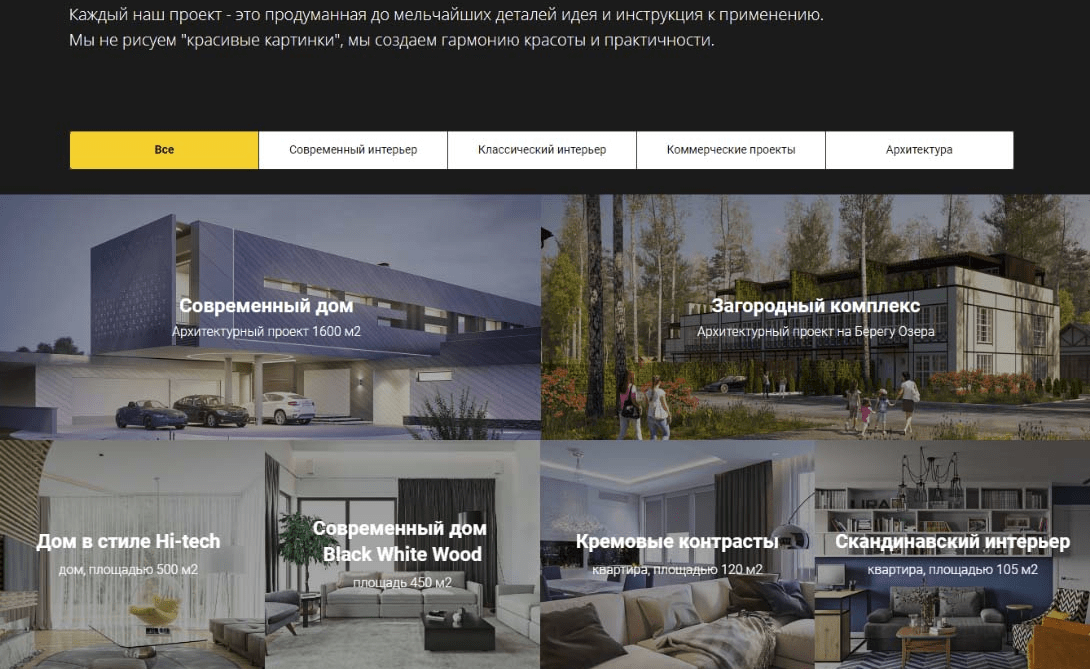 Каждый наш проект - это продуманная до мельчайших деталей идея и инструкция к применению.
Мы не рисуем "красивые картинки", мы создаем гармонию красоты и практичности.
Все
Современный интерьер
Классический интерьер
Коммерческие проекты
Архитектура
Современный дом
Архитектурный проект 1600 м2
Загородный комплекс
Архитектурный проект на Берегу Озера
Дом в стиле Hi-tech
дом, площадью 500 м2
Современный дом
Black White Wood
площадь 450 м2
Кремовые контрасты
квартира, площадью 120 м2
Скандинавский интерьер
квартира, площадью 105 м2